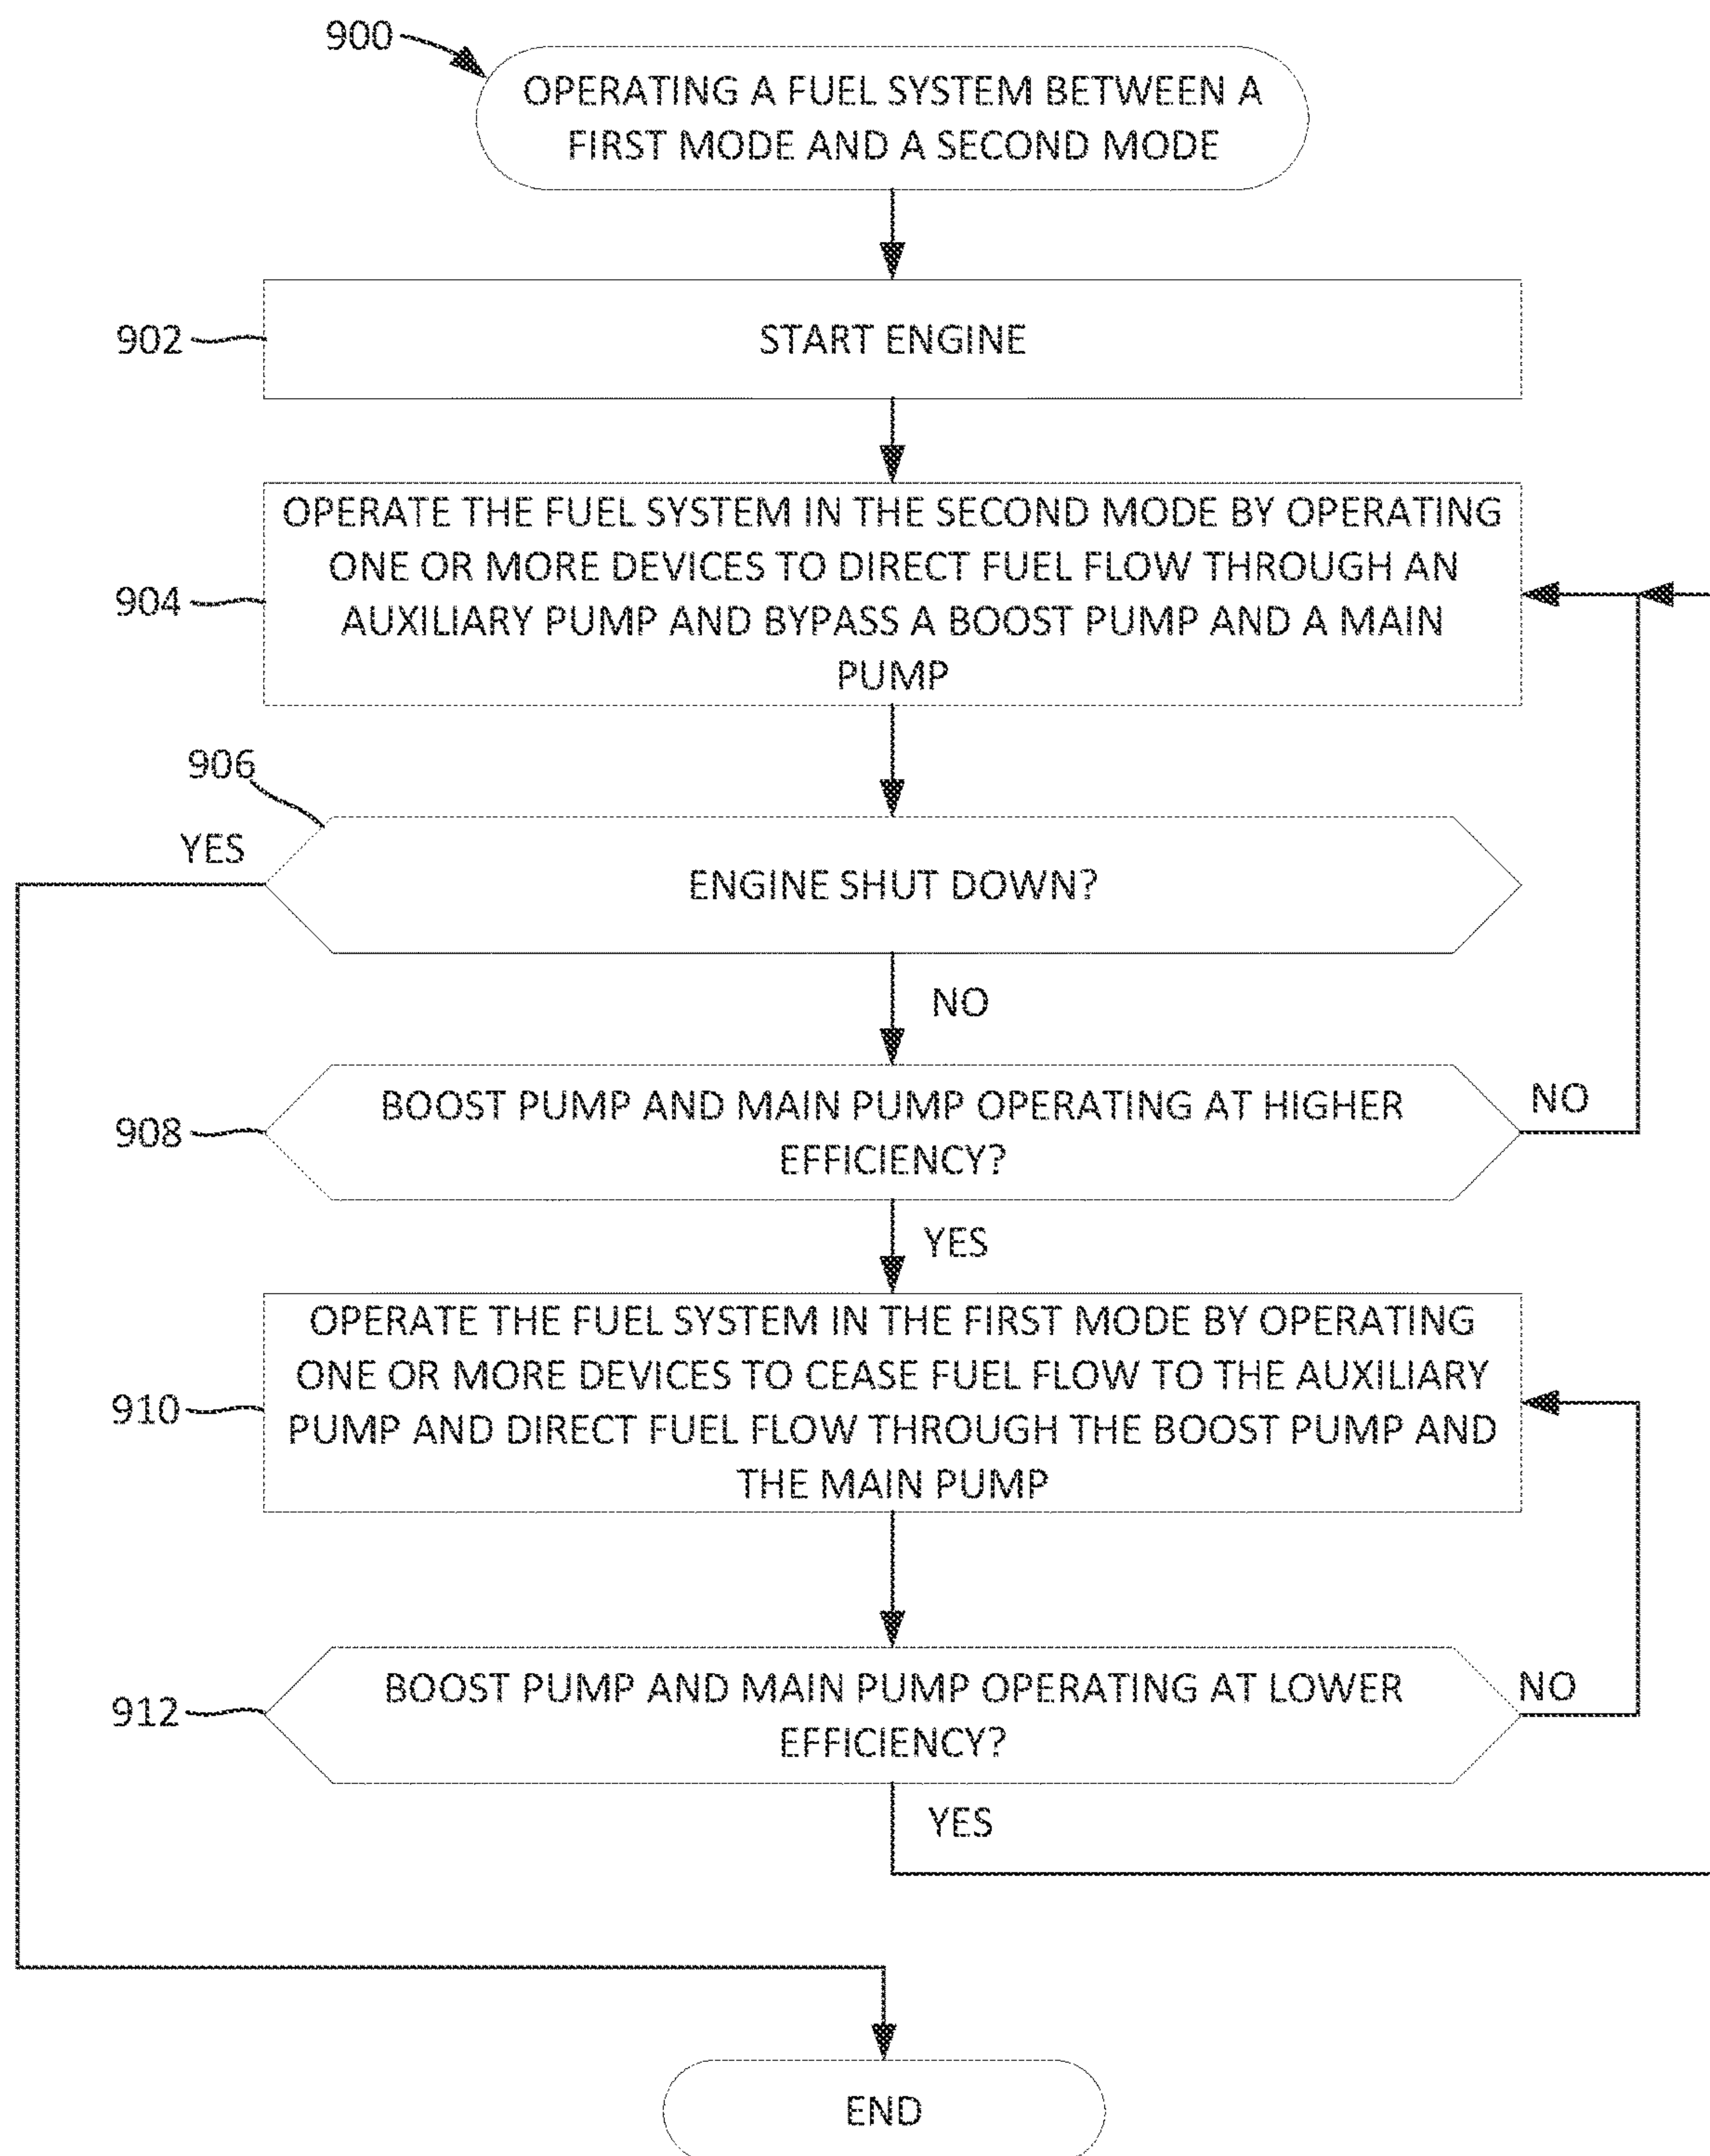 900
OPERATING A FUEL SYSTEM BETWEEN A
FIRST MODE AND A SECOND MODE
902
START ENGINE
OPERATE THE FUEL SYSTEM IN THE SECOND MODE BY OPERATING
ONE OR MORE DEVICES TO DIRECT FUEL FLOW THROUGH AN
904
AUXILIARY PUMP AND BYPASS A BOOST PUMP AND A MAIN
PUMP
906
YES
ENGINE SHUT DOWN?
NO
908
BOOST PUMP AND MAIN PUMP OPERATING AT HIGHER
EFFICIENCY?
NO
YES
OPERATE THE FUEL SYSTEM IN THE FIRST MODE BY OPERATING
ONE OR MORE DEVICES TO CEASE FUEL FLOW TO THE AUXILIARY
910
PUMP AND DIRECT FUEL FLOW THROUGH THE BOOST PUMP AND
THE MAIN PUMP
912
BOOST PUMP AND MAIN PUMP OPERATING AT LOWER
EFFICIENCY?
NO
YES
END